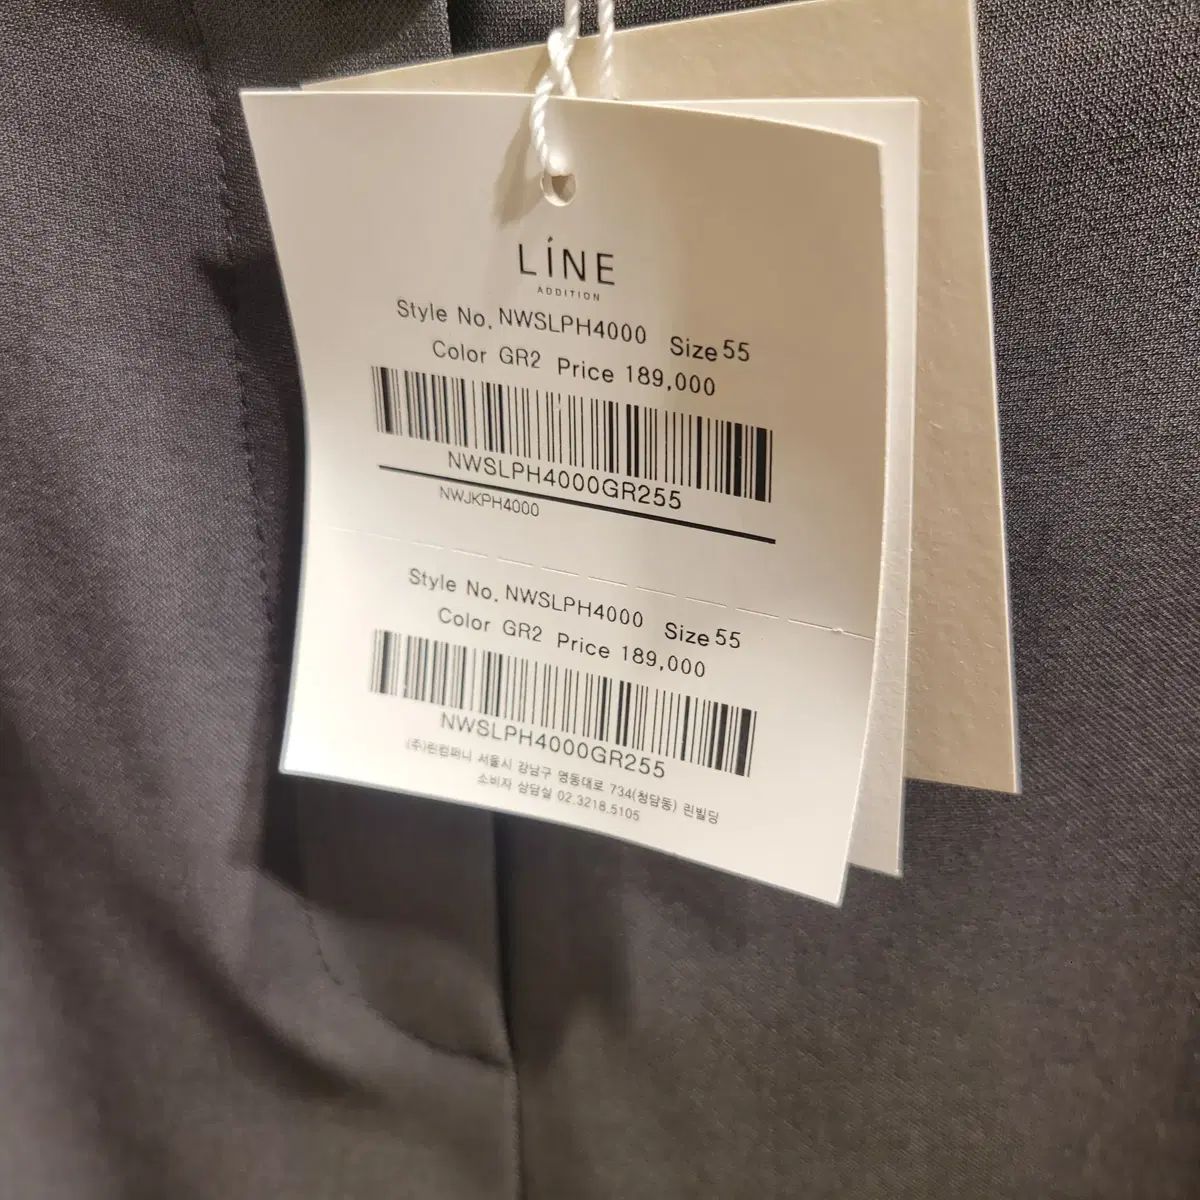 LÍNE
ADDITION
Style No. NWSLPH4000 Size 55
Color GR2 Price 189,000
NWSLPH4000GR255
NWJKPH4000
Style No. NWSLPH4000 Size 55
Color GR2 Price 189,000
NWSLPH4000GR255
(주)린컴퍼니 서울시 강남구 영동대로 734(청담동) 린빌딩
소비자 상담실 02.3218.5105